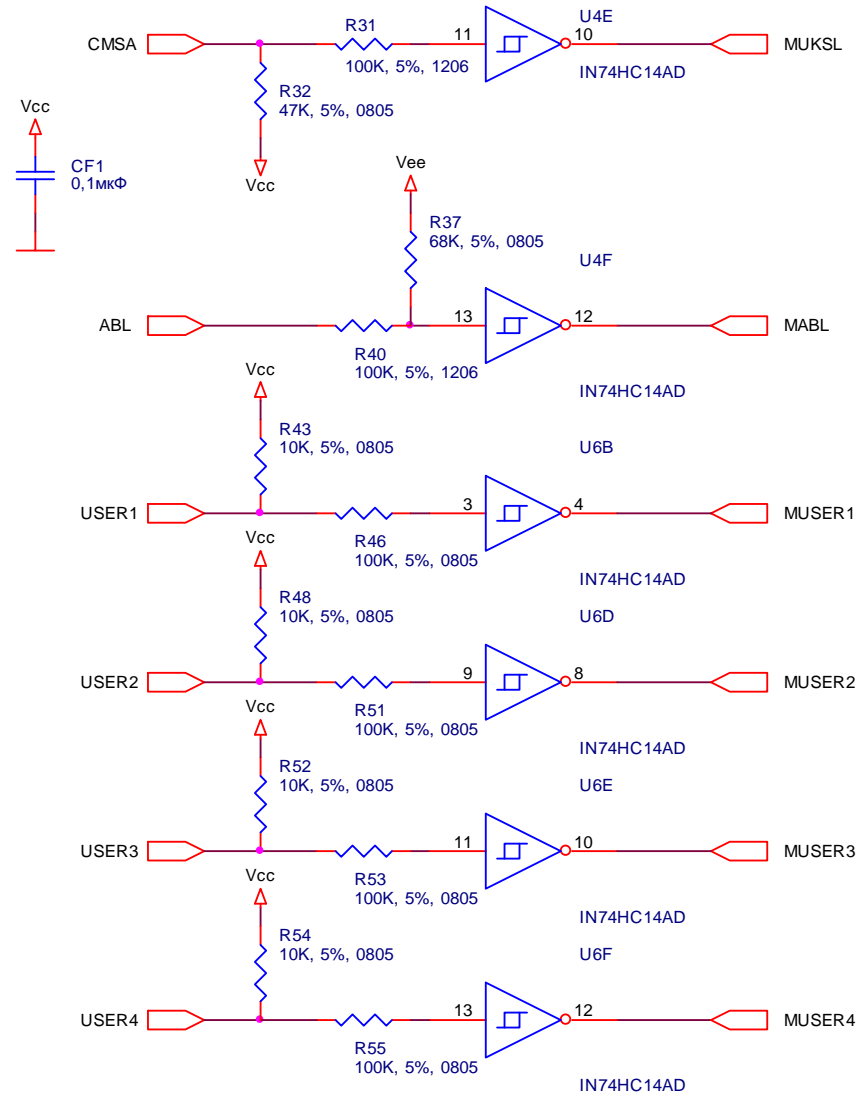 U4E
CMSA
R31
11
10
MUKSL
100K, 5%, 1206
IN74HC14AD
R32
47K, 5%, 0805
Vcc
Vcc
CF1
0,1мкФ
Vee
R37
68K, 5%, 0805
U4F
ABL
13
12
MABL
R40
100K, 5%, 1206
Vcc
IN74HC14AD
R43
10K, 5%, 0805
U6B
USER1
3
4
MUSER1
R46
100K, 5%, 0805
Vcc
IN74HC14AD
R48
10K, 5%, 0805
U6D
USER2
9
8
MUSER2
R51
100K, 5%, 0805
Vcc
IN74HC14AD
R52
10K, 5%, 0805
U6E
USER3
11
10
MUSER3
R53
100K, 5%, 0805
Vcc
IN74HC14AD
R54
10K, 5%, 0805
U6F
USER4
13
12
MUSER4
R55
100K, 5%, 0805
IN74HC14AD